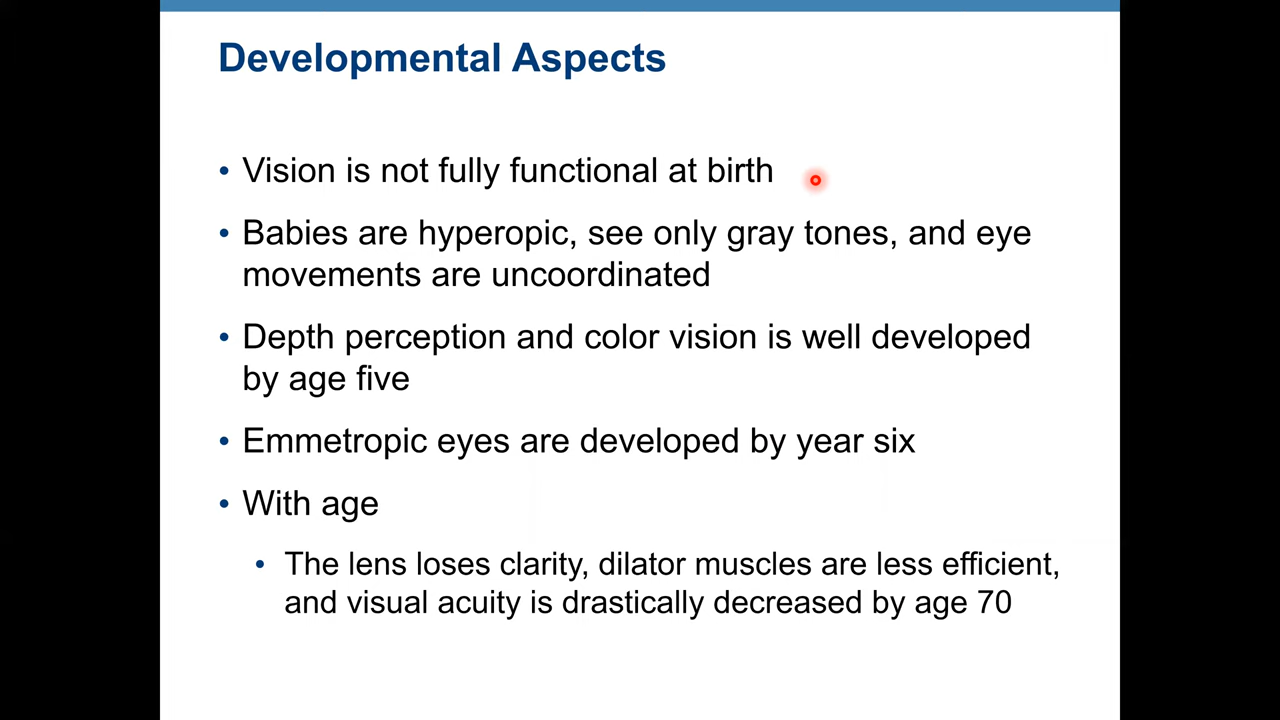 Developmental Aspects
• Vision is not fully functional at birth
• Babies are hyperopic, see only gray tones, and eye
movements are uncoordinated
• Depth perception and color vision is well developed
by age five
• Emmetropic eyes are developed by year six
• With age
• The lens loses clarity, dilator muscles are less efficient,
and visual acuity is drastically decreased by age 70